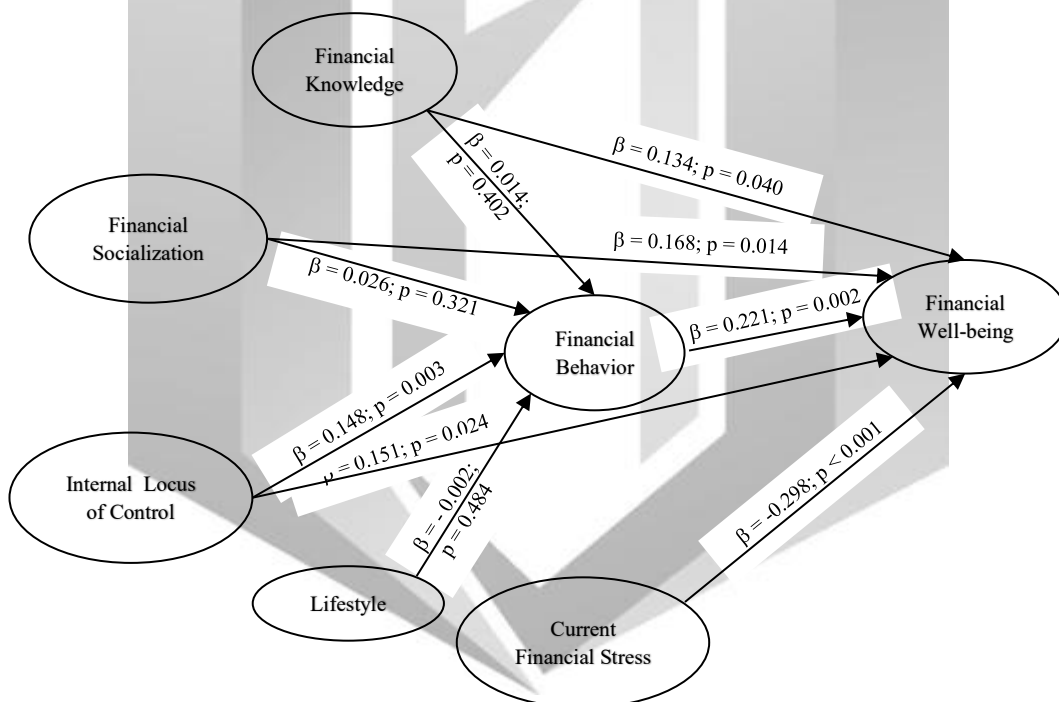 Financial
Knowledge
β = 0.014;
p = 0.402
β = 0.134; p = 0.040
Financial
Socialization
β = 0.168; p = 0.014
β = 0.026; p = 0.321
Financial
Behavior
β = 0.221; p = 0.002
Financial
Well-being
β = 0.148; p = 0.003
= 0.151; p = 0.024
Internal Locus
of Control
β = - 0.002;
p = 0.484
β = -0.298; p < 0.001
Lifestyle
Current
Financial Stress